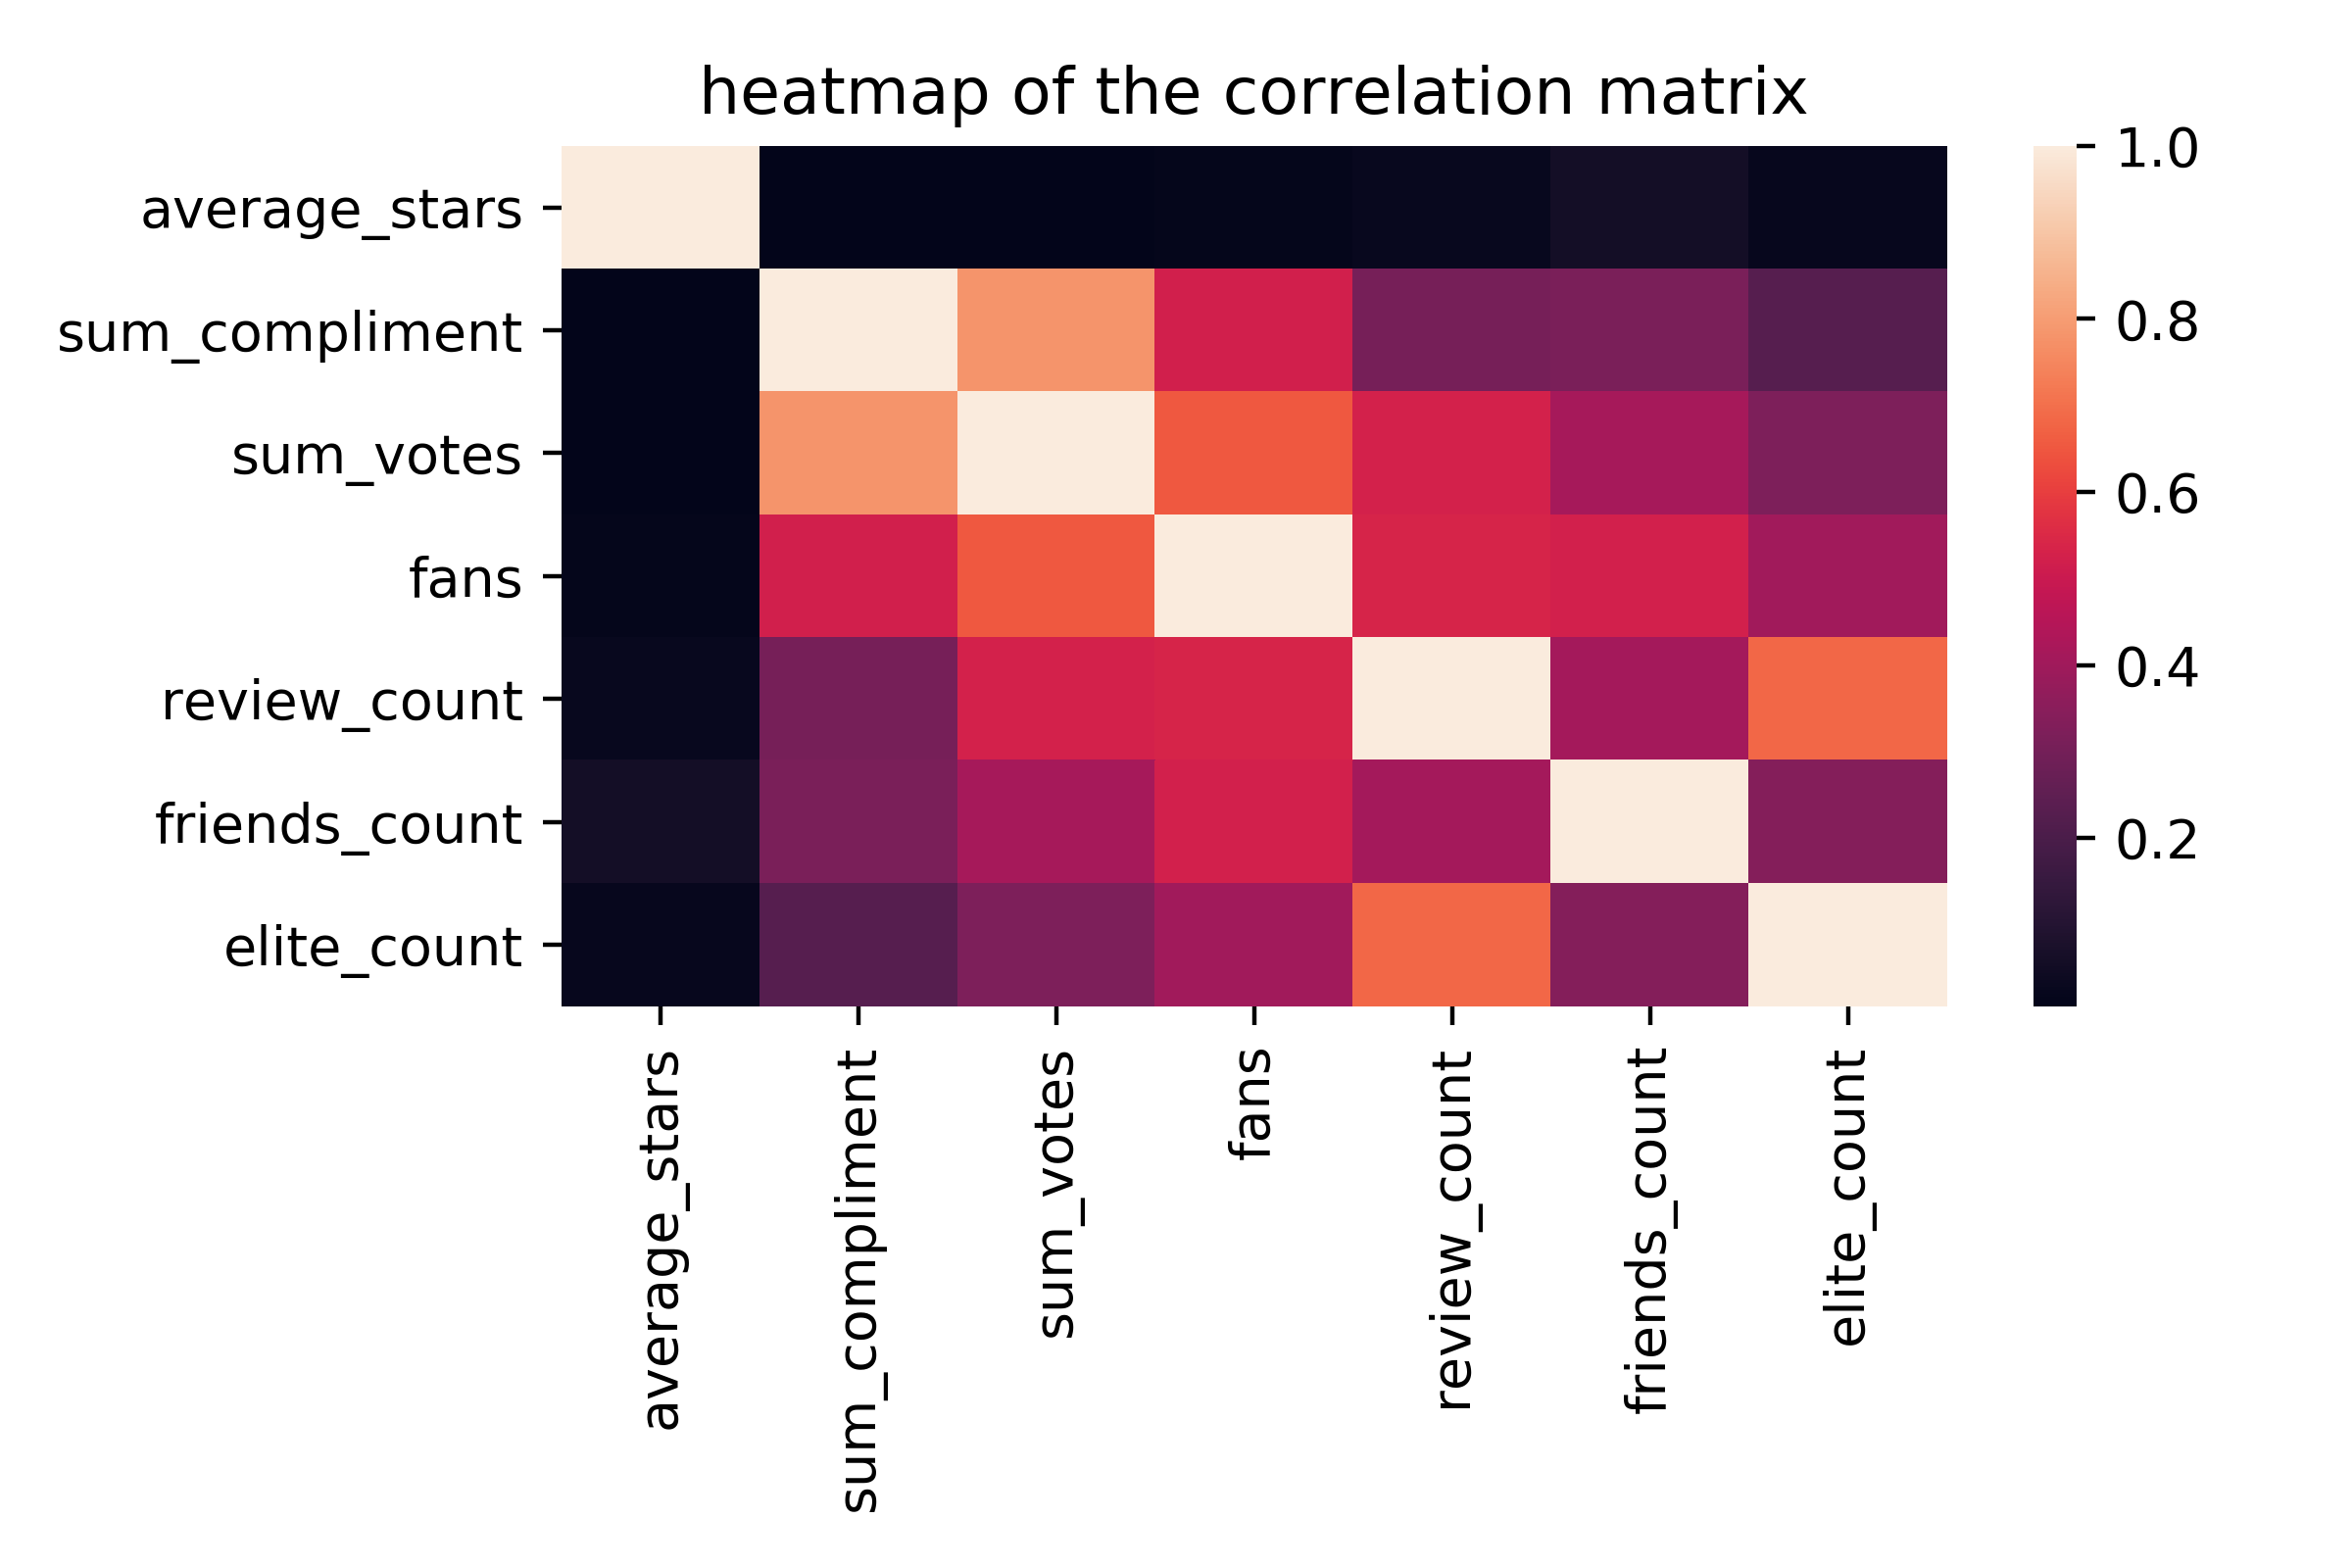 heatmap of the correlation matrix
average_stars
sum_compliment
sum_votes
fans
review_count
friends_count
elite_count
average_stars
sum_compliment
sum_votes
fans
review_count
friends_count
elite_count
1.0
0.8
0.6
0.4
0.2